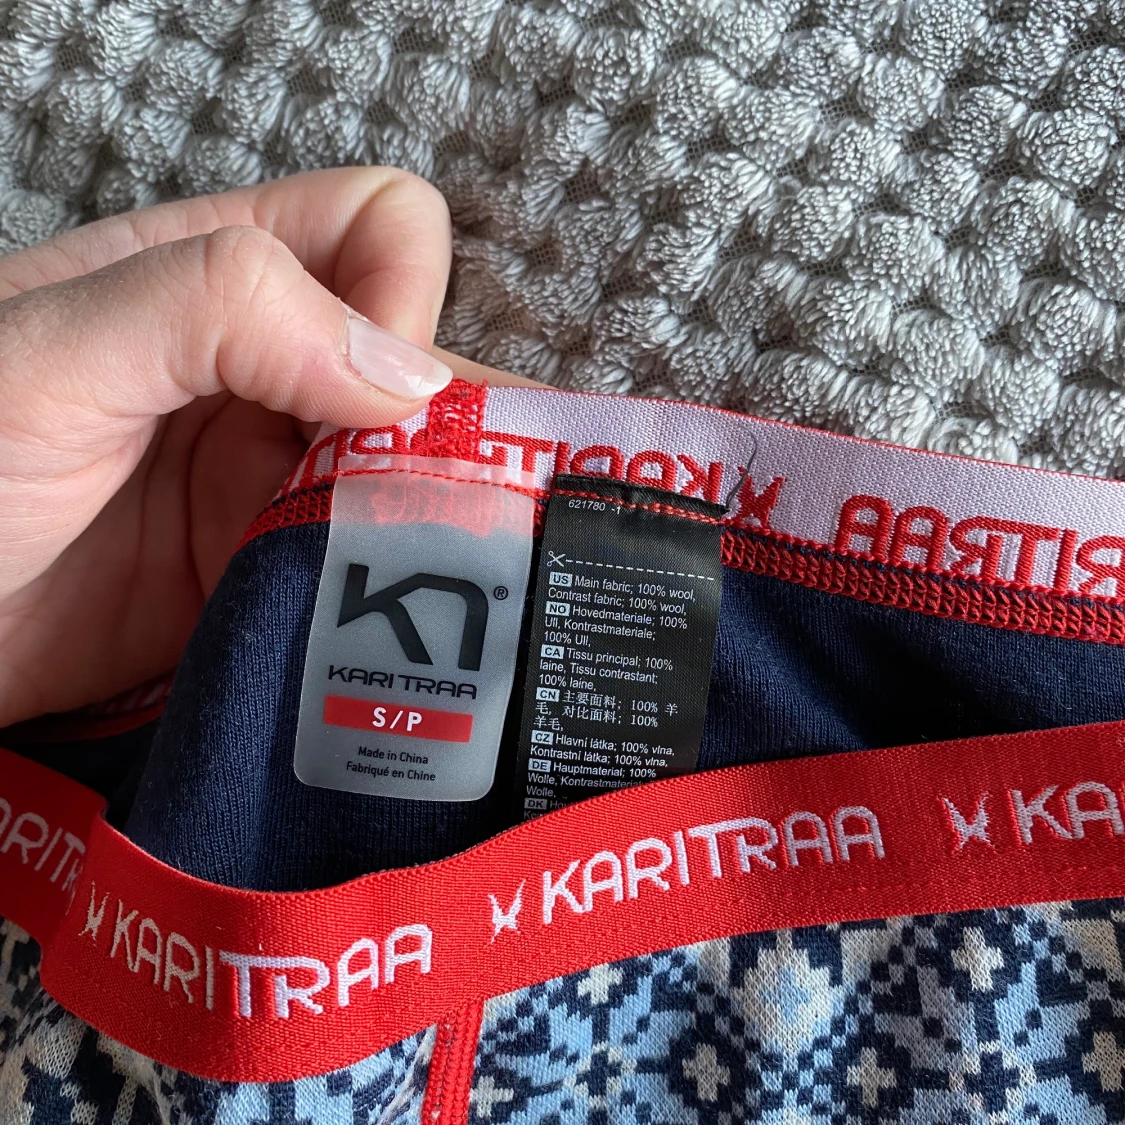 KARITRAA
621780 -1
KARI TRAA
®
S/P
Made in China
Fabriqué en Chine
US Main fabric; 100% wool,
Contrast fabric; 100% wool,
NO Hovedmateriale; 100%
Ull, Kontrastmateriale;
100% Ull,
CA Tissu principal; 100%
laine, Tissu contrastant;
100% laine,
CN 主要面料; 100% 羊
毛, 对比面料; 100%
羊毛,
CZ Hlavní látka; 100% vlna,
Kontrastní látka; 100% vlna,
DE Hauptmaterial; 100%
Wolle, Kontrastmaterial
Wolle,
DK
KARITRAA
KARITRAA